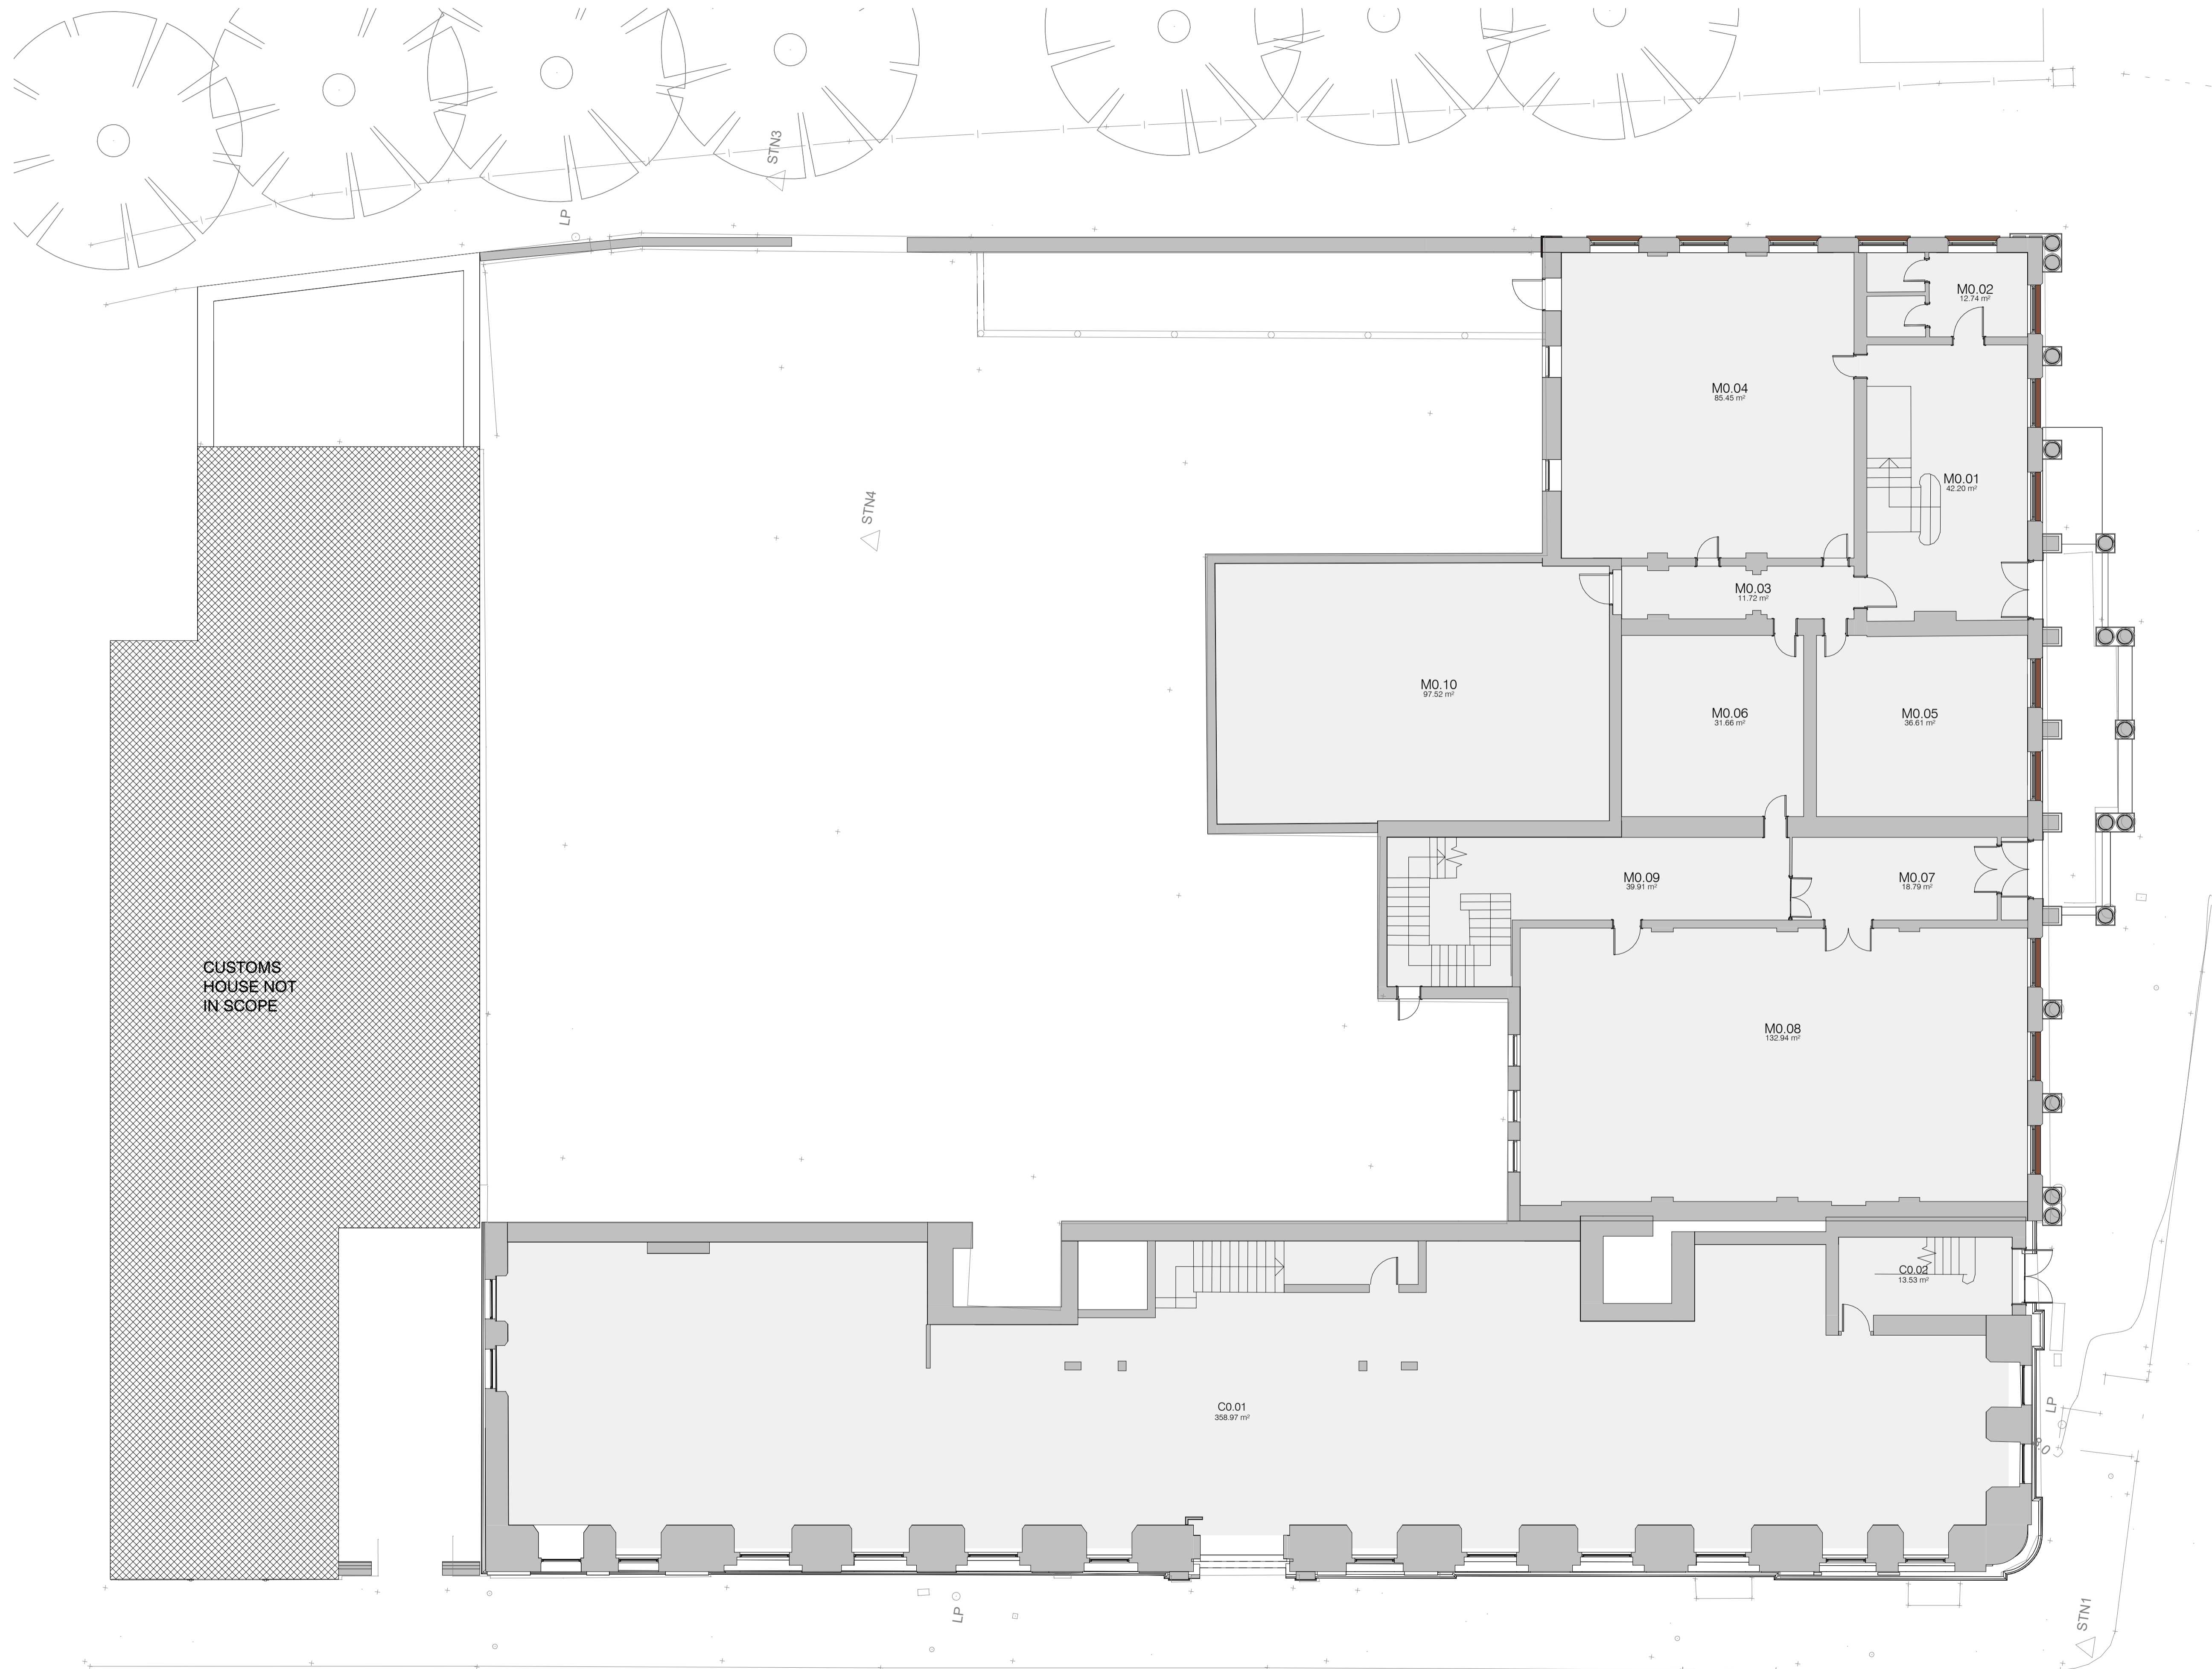 STN3
LP
M0.02
12.74 m²
M0.04
85.45 m²
M0.01
42.20 m²
STN4
M0.03
11.72 m²
M0.10
97.52 m²
M0.06
31.66 m²
M0.05
36.61 m²
M0.09
39.91 m²
M0.07
18.79 m²
CUSTOMS
HOUSE NOT
IN SCOPE
M0.08
132.94 m²
C0.02
13.53 m²
C0.01
358.97 m²
LP
LP
STN1